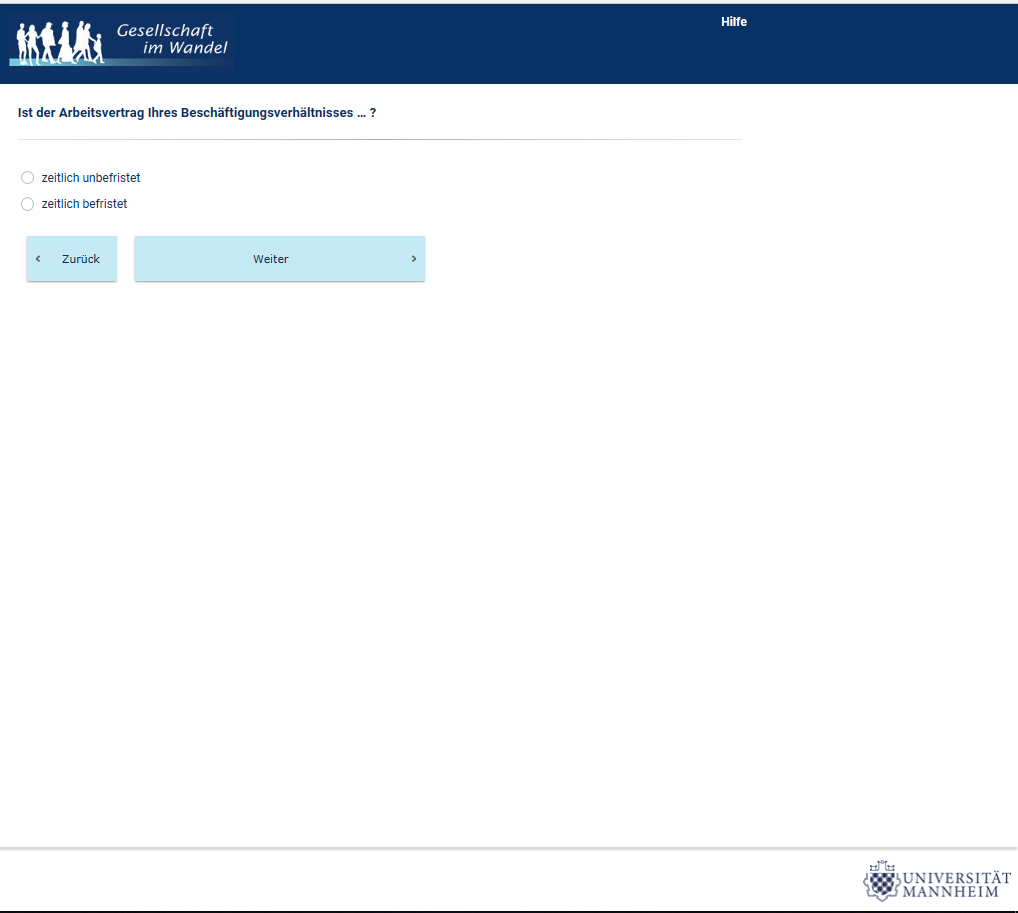 Gesellschaft
im Wandel
Hilfe
Ist der Arbeitsvertrag Ihres Beschäftigungsverhältnisses ... ?
zeitlich unbefristet
zeitlich befristet
‹ Zurück
Weiter ›
UNIVERSITÄT
MANNHEIM